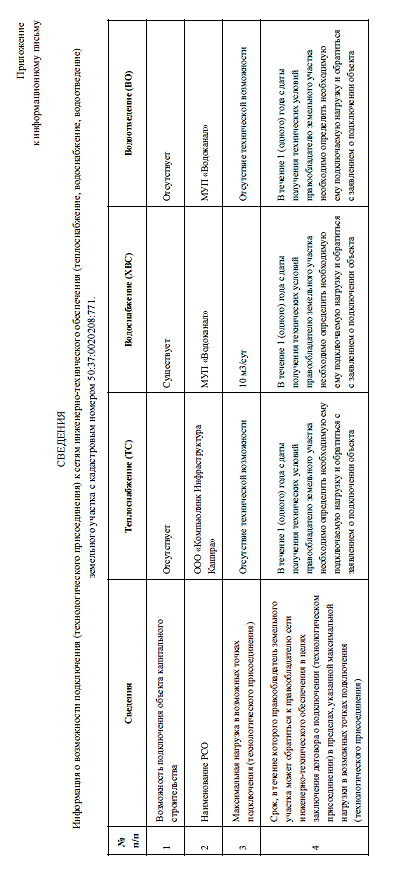 Приложение
к информационному письму
СВЕДЕНИЯ
Информация о возможности подключения (технологического присоединения) к сетям инженерно-технического обеспечения (теплоснабжение, водоснабжение, водоотведение)
земельного участка с кадастровым номером 50:37:0020208:771.
№
п/п
Сведения
Теплоснабжение (ТС)
Водоснабжение (ХВС)
Водоотведение (ВО)
1
Возможность подключения объекта капитального
строительства
Отсутствует
Существует
Отсутствует
2
Наименование РСО
ООО «Компьюлинк Инфраструктура
Кашира»
МУП «Водоканал»
МУП «Водоканал»
3
Максимальная нагрузка в возможных точках
подключения (технологического присоединения)
Отсутствие технической возможности
10 м3/сут
Отсутствие технической возможности
4
Срок, в течение которого правообладатель земельного
участка может обратиться к правообладателю сети
инженерно-технического обеспечения в целях
заключения договора о подключении (технологическом
присоединении) в пределах, указанной максимальной
нагрузки в возможных точках подключения
(технологического присоединения)
В течение 1 (одного) года с даты
получения технических условий
правообладателю земельного участка
необходимо определить необходимую ему
подключаемую нагрузку и обратиться с
заявлением о подключении объекта
В течение 1 (одного) года с даты
получения технических условий
правообладателю земельного участка
необходимо определить необходимую
ему подключаемую нагрузку и обратиться
с заявлением о подключении объекта
В течение 1 (одного) года с даты
получения технических условий
правообладателю земельного участка
необходимо определить необходимую
ему подключаемую нагрузку и обратиться
с заявлением о подключении объекта